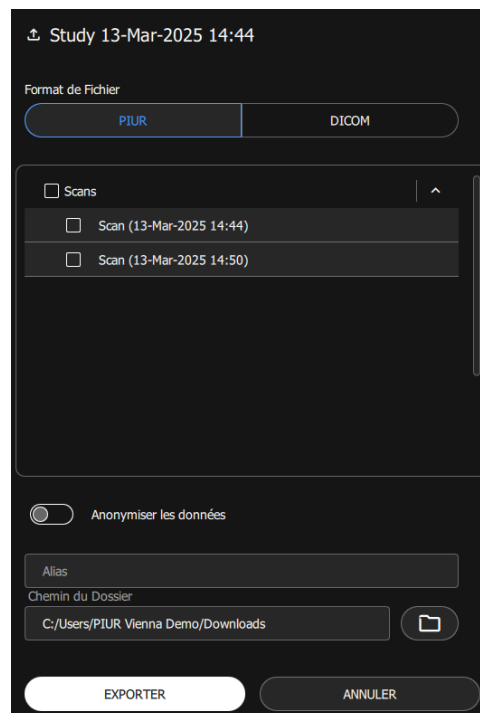 Study 13-Mar-2025 14:44
Format de Fichier
PIUR DICOM
Scans
Scan (13-Mar-2025 14:44)
Scan (13-Mar-2025 14:50)
Anonymiser les données
Alias
Chemin du Dossier
C:/Users/PIUR Vienna Demo/Downloads
EXPORTER ANNULER